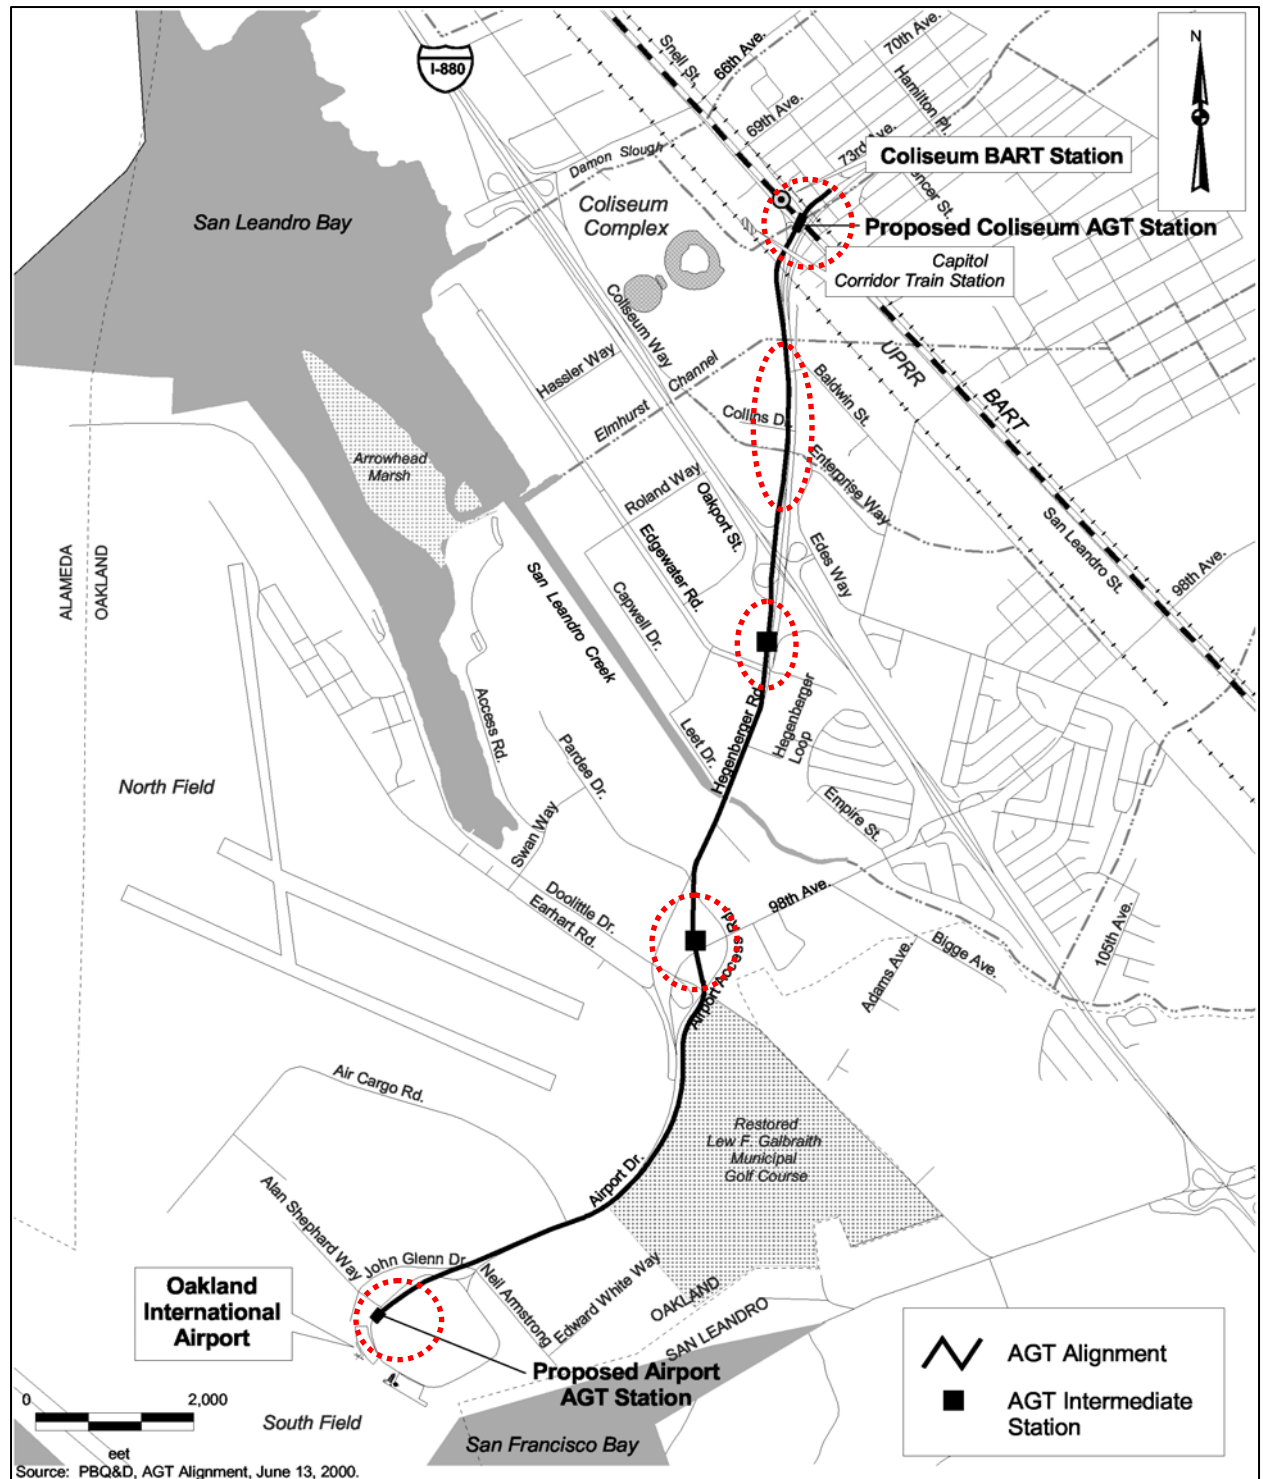 I-880
N
Snell St.
66th Ave.
70th Ave.
69th Ave.
Hamilton Pl.
73rd Ave.
Damon Slough
Coliseum BART Station
Spencer St.
San Leandro Bay
Coliseum
Complex
Proposed Coliseum AGT Station
Capitol
Corridor Train Station
Coliseum Way
Hassler Way
Elmhurst Channel
UPRR
BART
Baldwin St.
Collins Dr.
Arrowhead
Marsh
Roland Way
Oakport St.
Enterprise Way
Edgewater Rd.
San Leandro St.
98th Ave.
Edes Way
ALAMEDA
OAKLAND
San Leandro Creek
Capwell Dr.
Access Rd.
Leet Dr.
Hegenberger Rd.
Hegenberger
Loop
Pardee Dr.
North Field
Swan Way
Empire St.
Doolittle Dr.
Earhart Rd.
98th Ave.
Airport Access Rd.
Adams Ave.
Bigge Ave.
105th Ave.
Air Cargo Rd.
Restored
Lew F. Galbraith
Municipal
Golf Course
Airport Dr.
Alan Shephard Way
John Glenn Dr.
Neil Armstrong
Edward White Way
OAKLAND
SAN LEANDRO
Oakland
International
Airport
Proposed Airport
AGT Station
AGT Alignment
AGT Intermediate
Station
0 2,000
eet
South Field
San Francisco Bay
Source: PBQ&D, AGT Alignment, June 13, 2000.